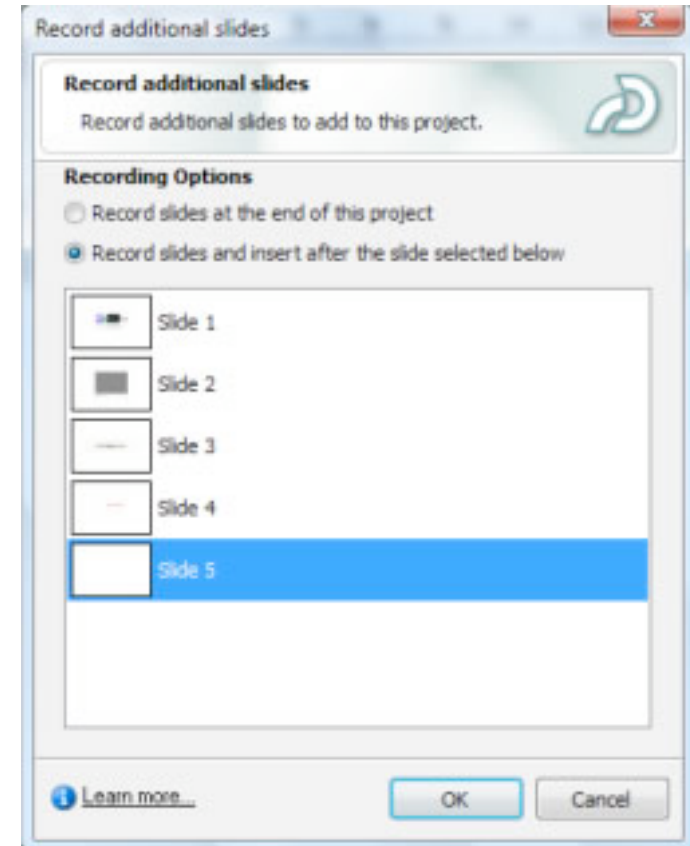 Record additional slides
Record additional slides
Record additional slides to add to this project.
Recording Options
Record slides at the end of this project
Record slides and insert after the slide selected below
Slide 1
Slide 2
Slide 3
Slide 4
Slide 5
Learn more...
OK Cancel